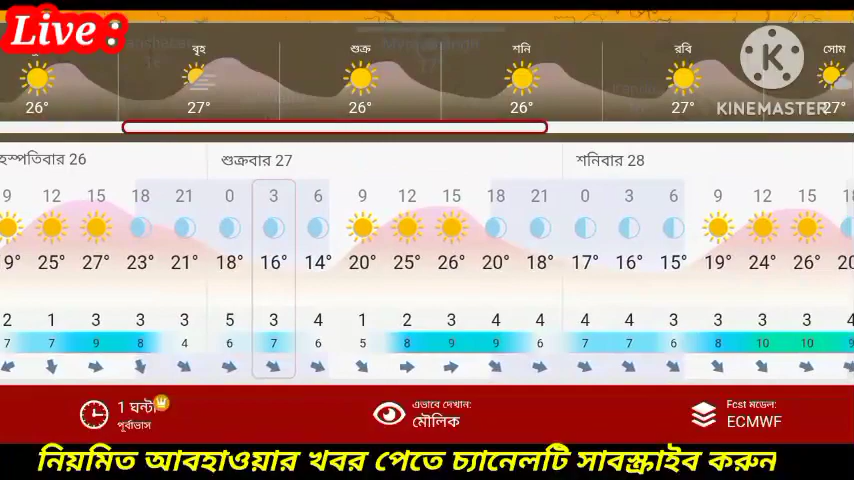 Live :
বৃহ শুক্র শনি রবি সোম
26° 27° 26° 26° 27° 27°
KINEMASTER
হস্পতিবার 26 শুক্রবার 27 শনিবার 28
9 12 15 18 21 0 3 6 9 12 15 18 21 0 3 6 9 12 15 18
9° 25° 27° 23° 21° 18° 16° 14° 20° 25° 26° 20° 18° 17° 16° 15° 19° 24° 26° 20
2 1 3 3 3 5 3 4 1 2 3 4 4 4 4 3 3 3 3 4
7 7 9 8 4 6 7 6 5 8 9 9 6 7 7 6 8 10 10 9
1 ঘন্টা
পূর্বাভাস
এভাবে দেখান:
মৌলিক
Fcst মডেল:
ECMWF
নিয়মিত আবহাওয়ার খবর পেতে চ্যানেলটি সাবস্ক্রাইব করুন